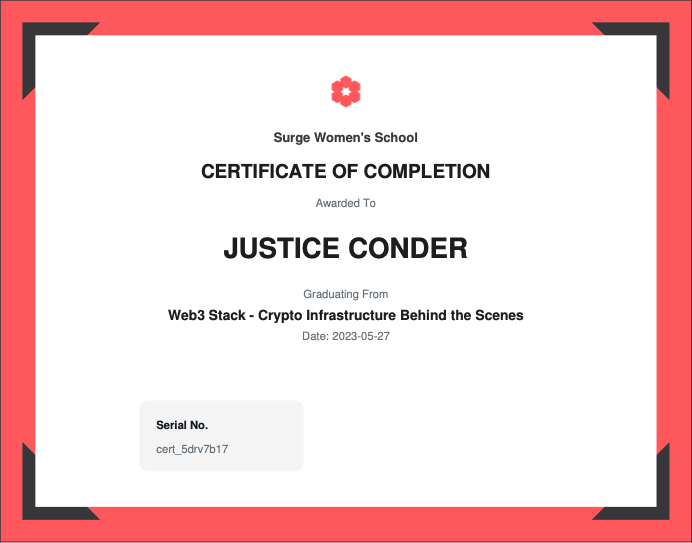 Surge Women's School
CERTIFICATE OF COMPLETION
Awarded To
JUSTICE CONDER
Graduating From
Web3 Stack - Crypto Infrastructure Behind the Scenes
Date: 2023-05-27
Serial No.
cert_5drv7b17